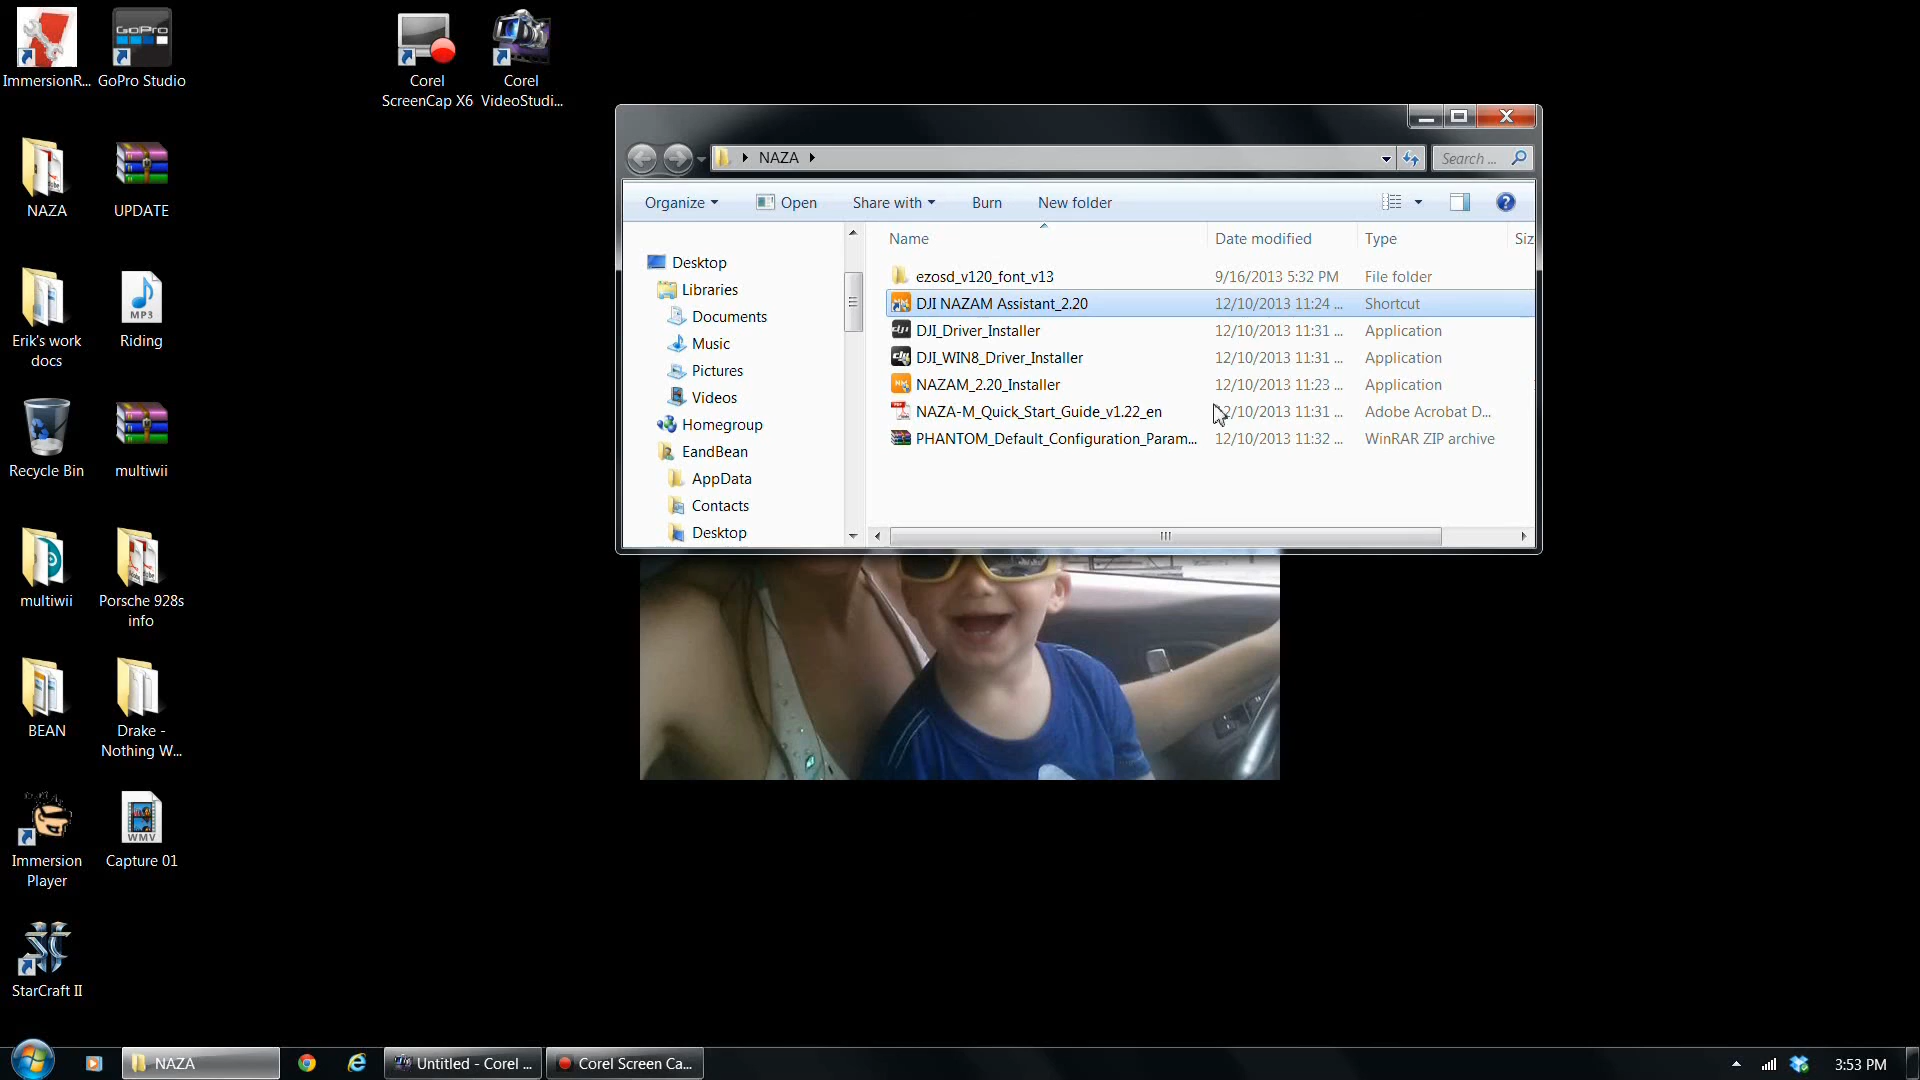 ImmersionR...
GoPro Studio
Corel
ScreenCap X6
Corel
VideoStudi...
NAZA
UPDATE
Erik's work
docs
MP3
Riding
Recycle Bin
multiwii
multiwii
Porsche 928s
info
BEAN
Drake -
Nothing W...
Immersion
Player
WMV
Capture 01
StarCraft II
NAZA
Search ...
Organize
Open
Share with
Burn
New folder
Name
Date modified
Type
Siz
Desktop
Libraries
Documents
Music
Pictures
Videos
Homegroup
EandBean
AppData
Contacts
Desktop
ezosd_v120_font_v13 9/16/2013 5:32 PM File folder
DJI NAZAM Assistant_2.20 12/10/2013 11:24 ... Shortcut
DJI_Driver_Installer 12/10/2013 11:31 ... Application
DJI_WIN8_Driver_Installer 12/10/2013 11:31 ... Application
NAZAM_2.20_Installer 12/10/2013 11:23 ... Application
NAZA-M_Quick_Start_Guide_v1.22_en 12/10/2013 11:31 ... Adobe Acrobat D...
PHANTOM_Default_Configuration_Param... 12/10/2013 11:32 ... WinRAR ZIP archive
NAZA
Untitled - Corel ...
Corel Screen Ca...
3:53 PM